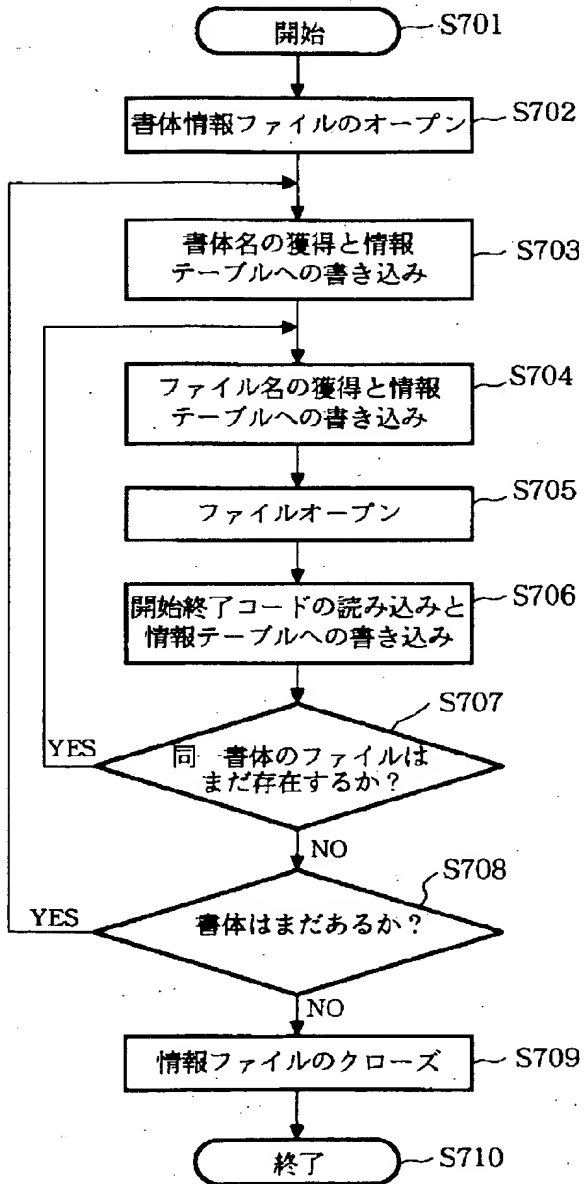 開始
S701
書体情報ファイルのオープン
S702
書体名の獲得と情報
テーブルへの書き込み
S703
ファイル名の獲得と情報
テーブルへの書き込み
S704
ファイルオープン
S705
開始終了コードの読み込みと
情報テーブルへの書き込み
S706
S707
YES
同一書体のファイルは
まだ存在するか?
NO
S708
YES
書体はまだあるか?
NO
情報ファイルのクローズ
S709
終了
S710